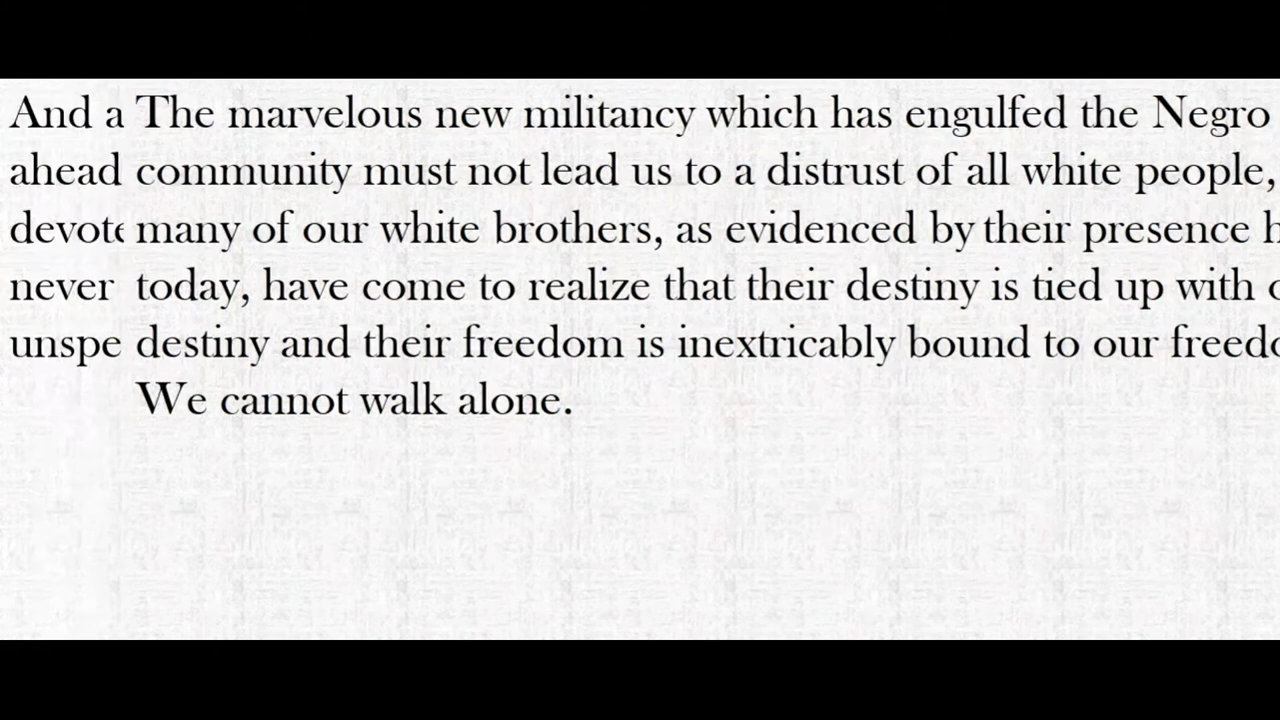 And a The marvelous new militancy which has engulfed the Negro
ahead community must not lead us to a distrust of all white people,
many of our white brothers, as evidenced by their presence
never today, have come to realize that their destiny is tied up with
destiny and their freedom is inextricably bound to our
We cannot walk alone.